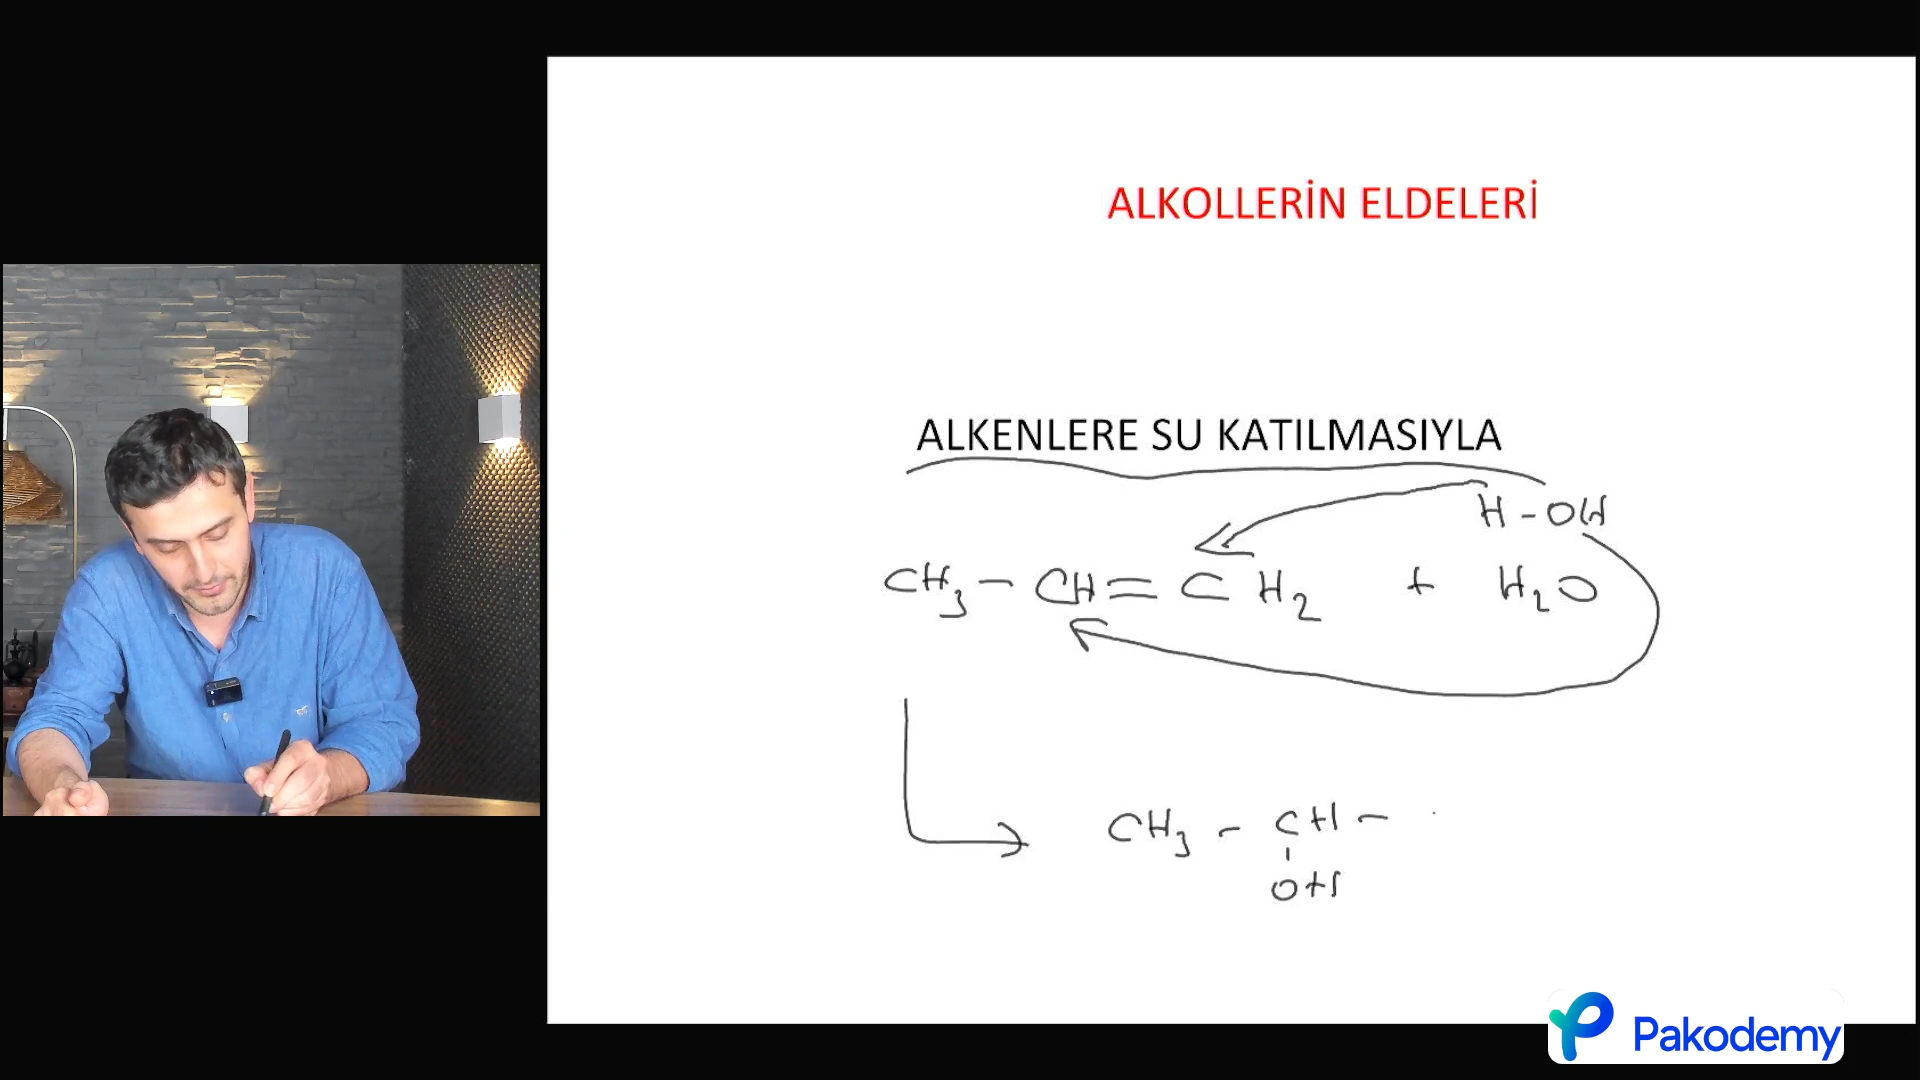 ALKOLLERİN ELDELERİ
ALKENLERE SU KATILMASIYLA
H-OH
CH₃ - CH = CH₂ + H₂O
CH₃ - CH -
OH
Pakodemy